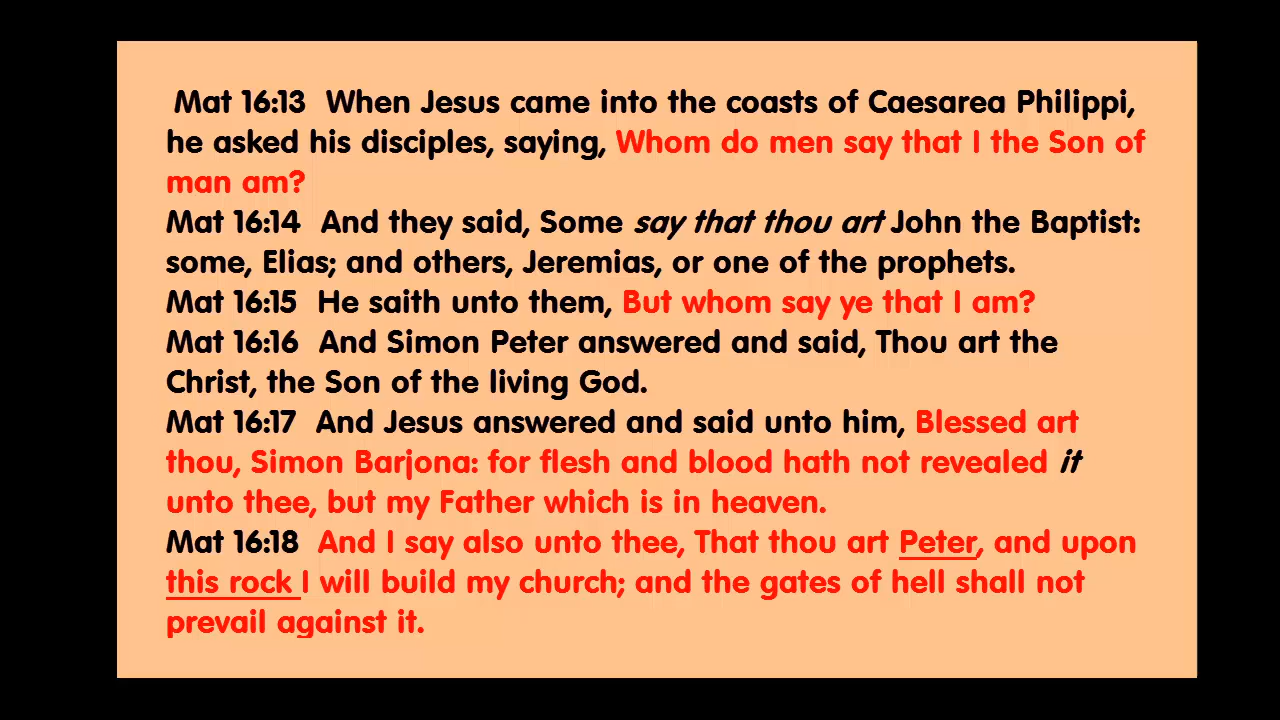 Mat 16:13 When Jesus came into the coasts of Caesarea Philippi,
he asked his disciples, saying, Whom do men say that I the Son of
man am?
Mat 16:14 And they said, Some say that thou art John the Baptist:
some, Elias; and others, Jeremias, or one of the prophets.
Mat 16:15 He saith unto them, But whom say ye that I am?
Mat 16:16 And Simon Peter answered and said, Thou art the
Christ, the Son of the living God.
Mat 16:17 And Jesus answered and said unto him, Blessed art
thou, Simon Barjona: for flesh and blood hath not revealed it
unto thee, but my Father which is in heaven.
Mat 16:18 And I say also unto thee, That thou art Peter, and upon
this rock I will build my church; and the gates of hell shall not
prevail against it.